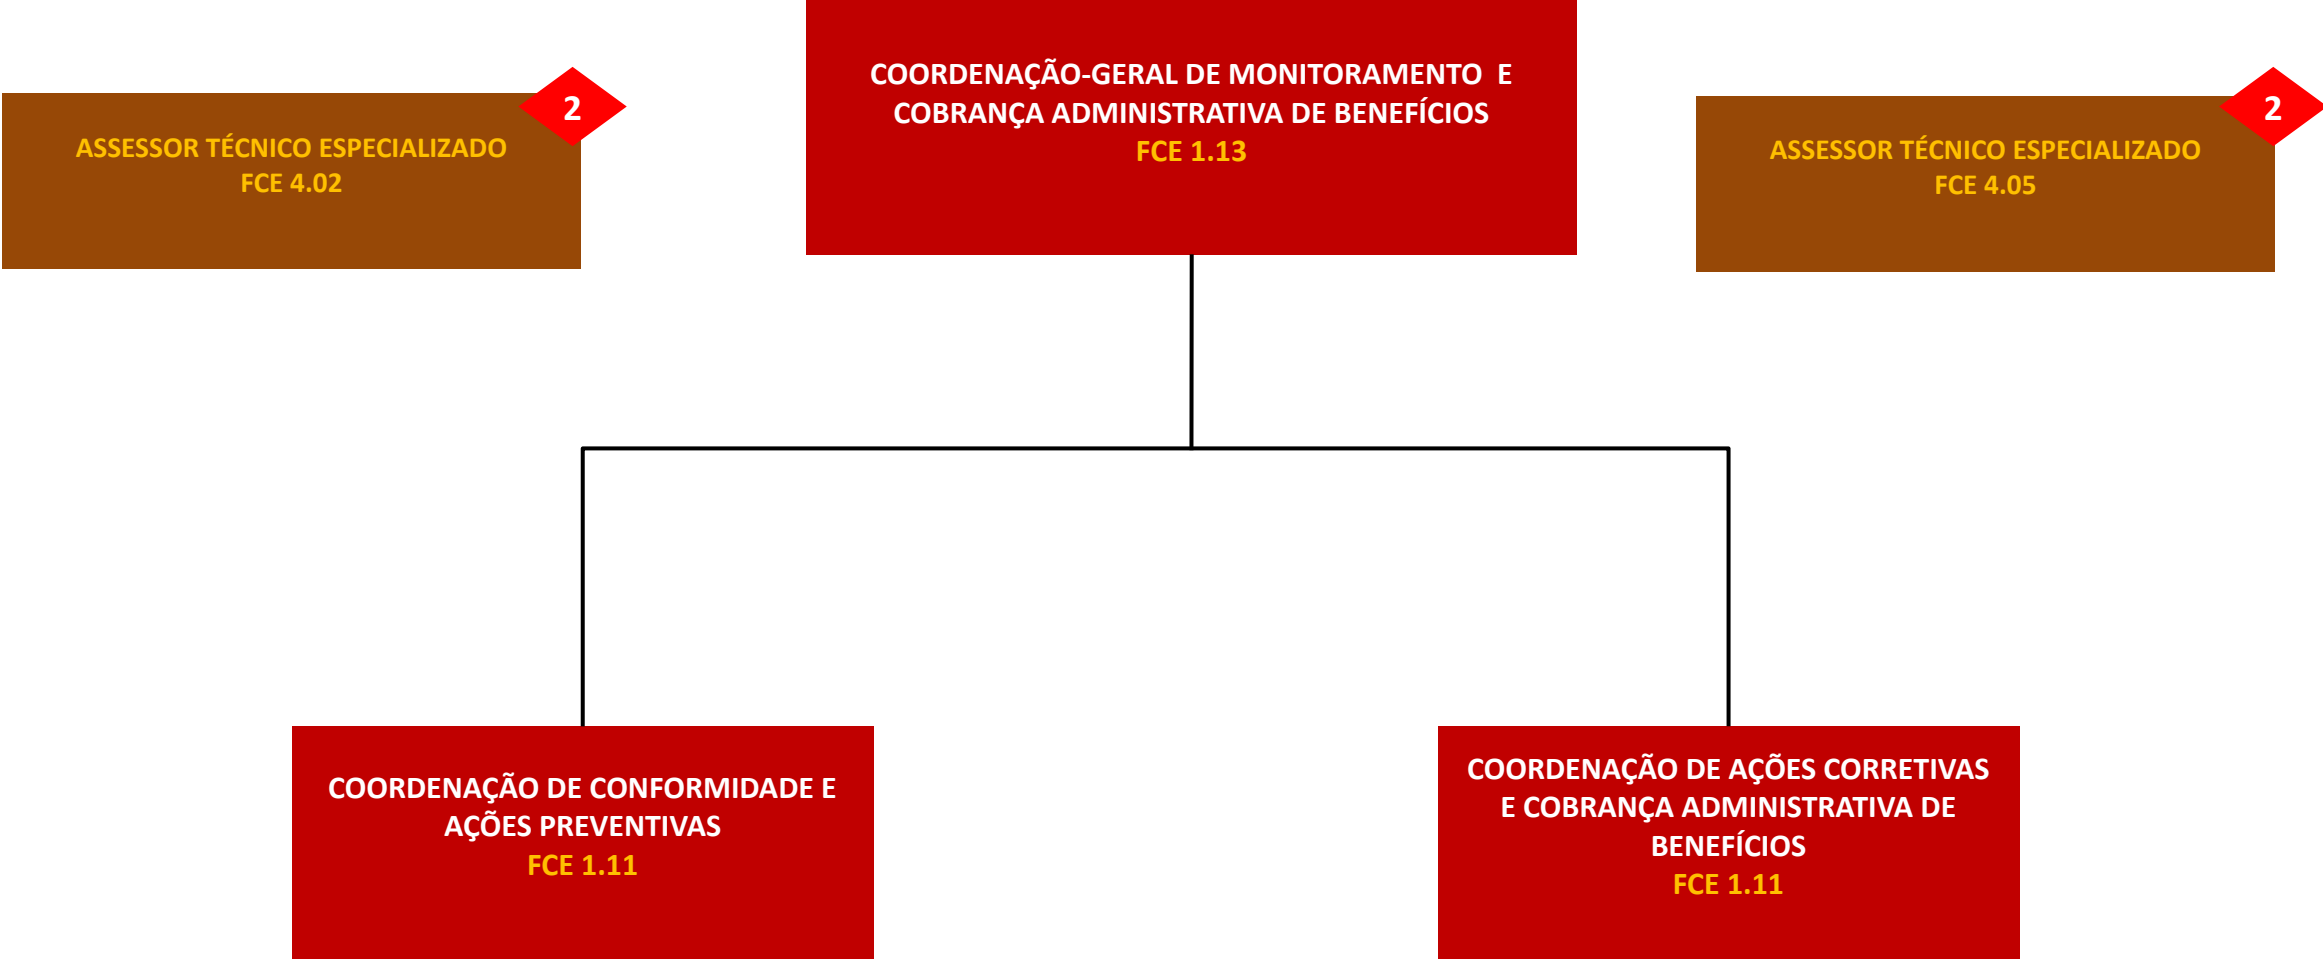 COORDENAÇÃO-GERAL DE MONITORAMENTO E
COBRANÇA ADMINISTRATIVA DE BENEFÍCIOS
FCE 1.13
2
ASSESSOR TÉCNICO ESPECIALIZADO
FCE 4.02
2
ASSESSOR TÉCNICO ESPECIALIZADO
FCE 4.05
COORDENAÇÃO DE CONFORMIDADE E
AÇÕES PREVENTIVAS
FCE 1.11
COORDENAÇÃO DE AÇÕES CORRETIVAS
E COBRANÇA ADMINISTRATIVA DE
BENEFÍCIOS
FCE 1.11